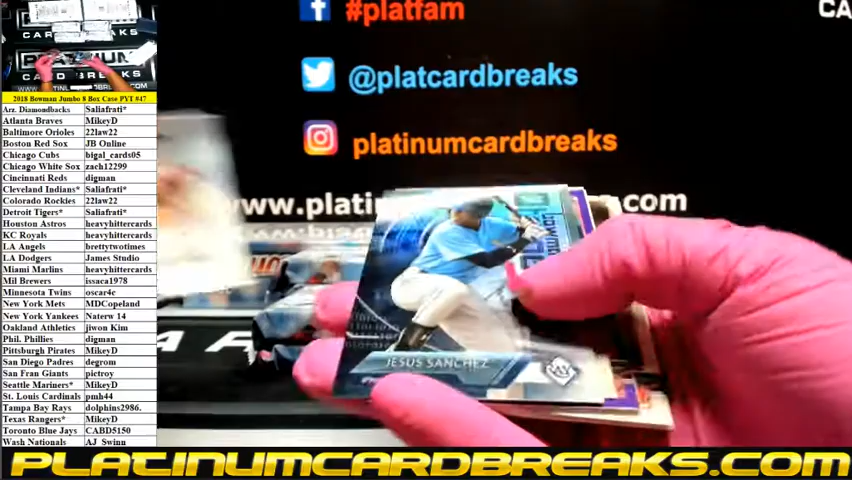 #platfam
CA
@platcardbreaks
platinumcardbreaks
www.plati
.com
2018 Bowman Jumbo 8 Box Case PYT #47
Arz. Diamondbacks Saliafrati*
Atlanta Braves MikeyD
Baltimore Orioles 22law22
Boston Red Sox JB Online
Chicago Cubs bigal_cards05
Chicago White Sox zach12299
Cincinnati Reds digman
Cleveland Indians* Saliafrati*
Colorado Rockies 22law22
Detroit Tigers* Saliafrati*
Houston Astros heavyhittercards
KC Royals heavyhittercards
LA Angels brettytwotimes
LA Dodgers James Studio
Miami Marlins heavyhittercards
Mil Brewers issaca1978
Minnesota Twins oscar4c
New York Mets MDCopeland
New York Yankees Naterw 14
Oakland Athletics jiwon Kim
Phil. Phillies digman
Pittsburgh Pirates MikeyD
San Diego Padres degrom
San Fran Giants pictroy
Seattle Mariners* MikeyD
St. Louis Cardinals pmh44
Tampa Bay Rays dolphins2986.
Texas Rangers* MikeyD
Toronto Blue Jays CABD5150
Wash Nationals AJ_Swinn
JESUS SANCHEZ
PLATINUMCARDBREAKS.COM